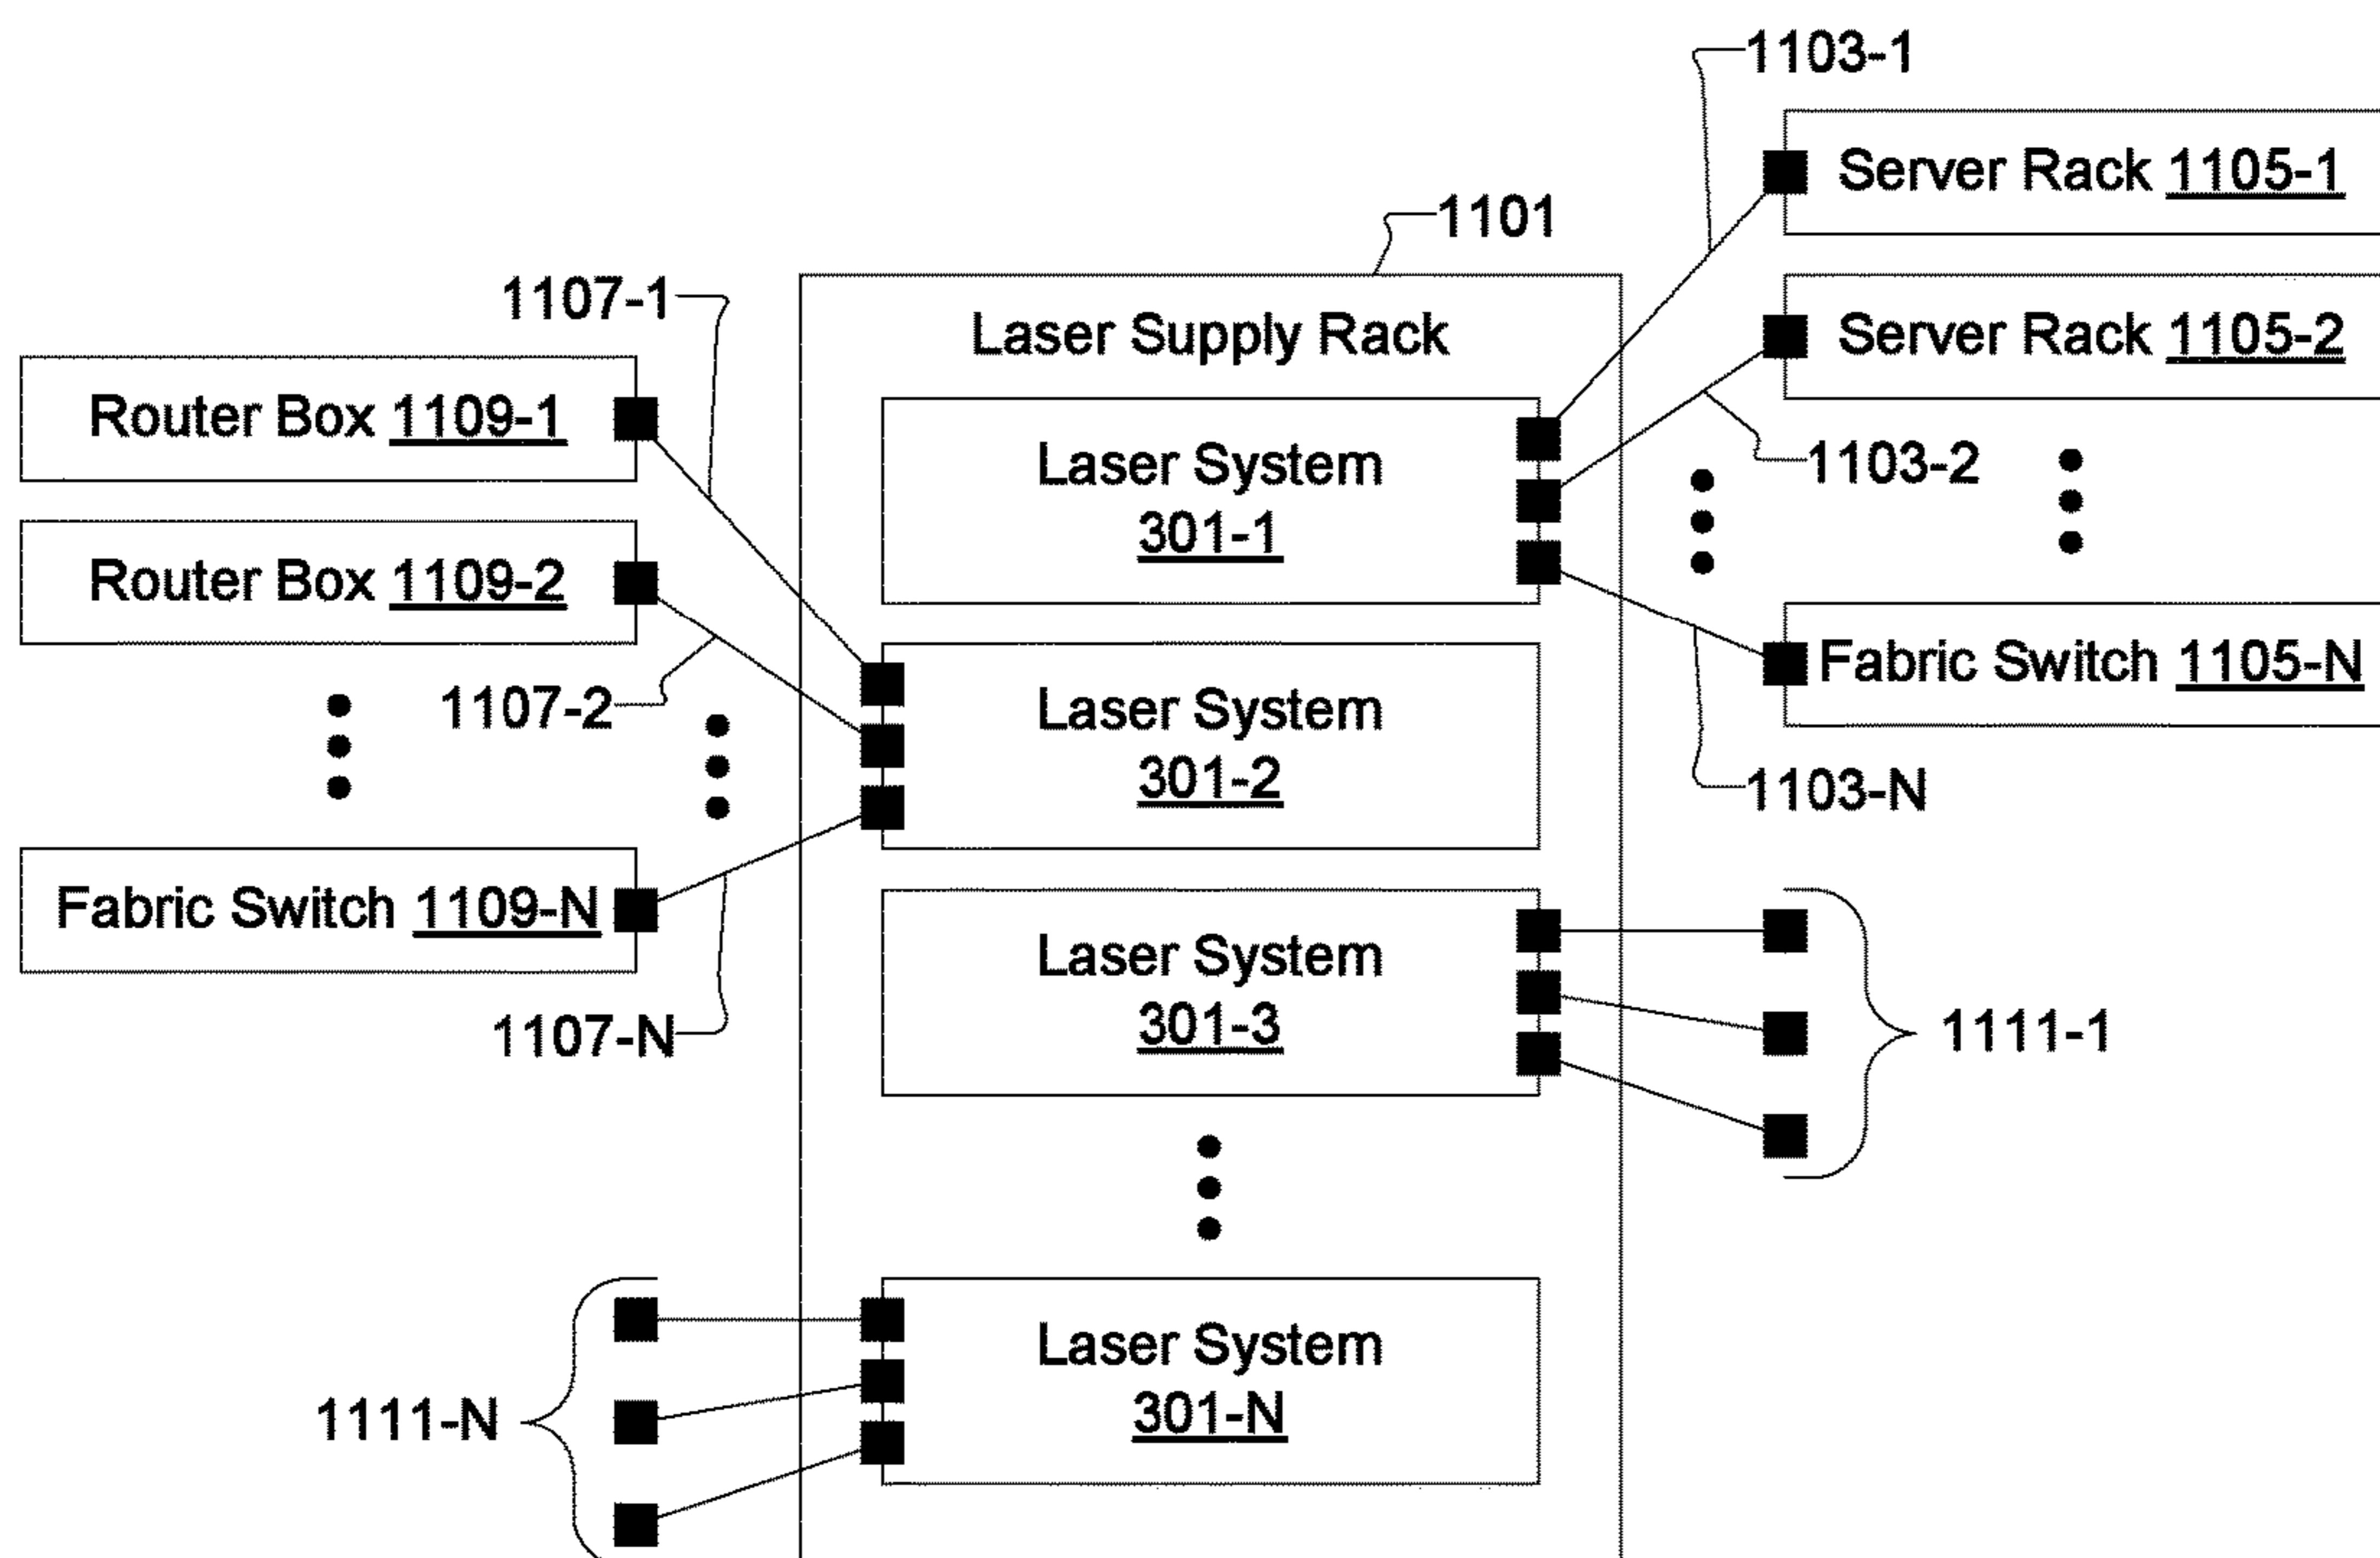 1103-1
Server Rack 1105-1
1101
1107-1
Laser Supply Rack
Server Rack 1105-2
Router Box 1109-1
Laser System
301-1
1103-2
Router Box 1109-2
Fabric Switch 1105-N
1107-2
Laser System
301-2
1103-N
Fabric Switch 1109-N
Laser System
301-3
1107-N
1111-1
Laser System
301-N
1111-N